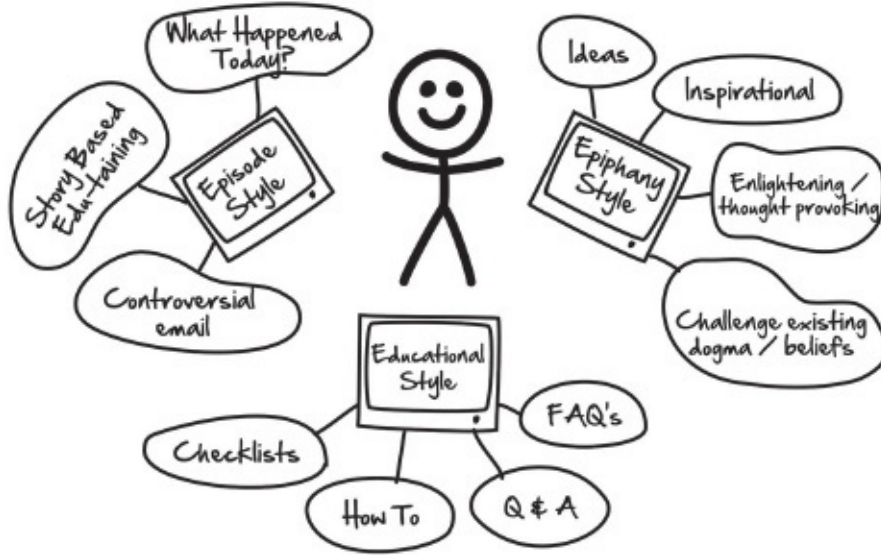 What Happened
Today?
Story Based
Edu-taining
Episode
Style
Controversial
email
Ideas
Inspirational
Epiphany
Style
Enlightening /
thought provoking
Challenge existing
dogma / beliefs
Educational
Style
Checklists
How To
Q & A
FAQ's